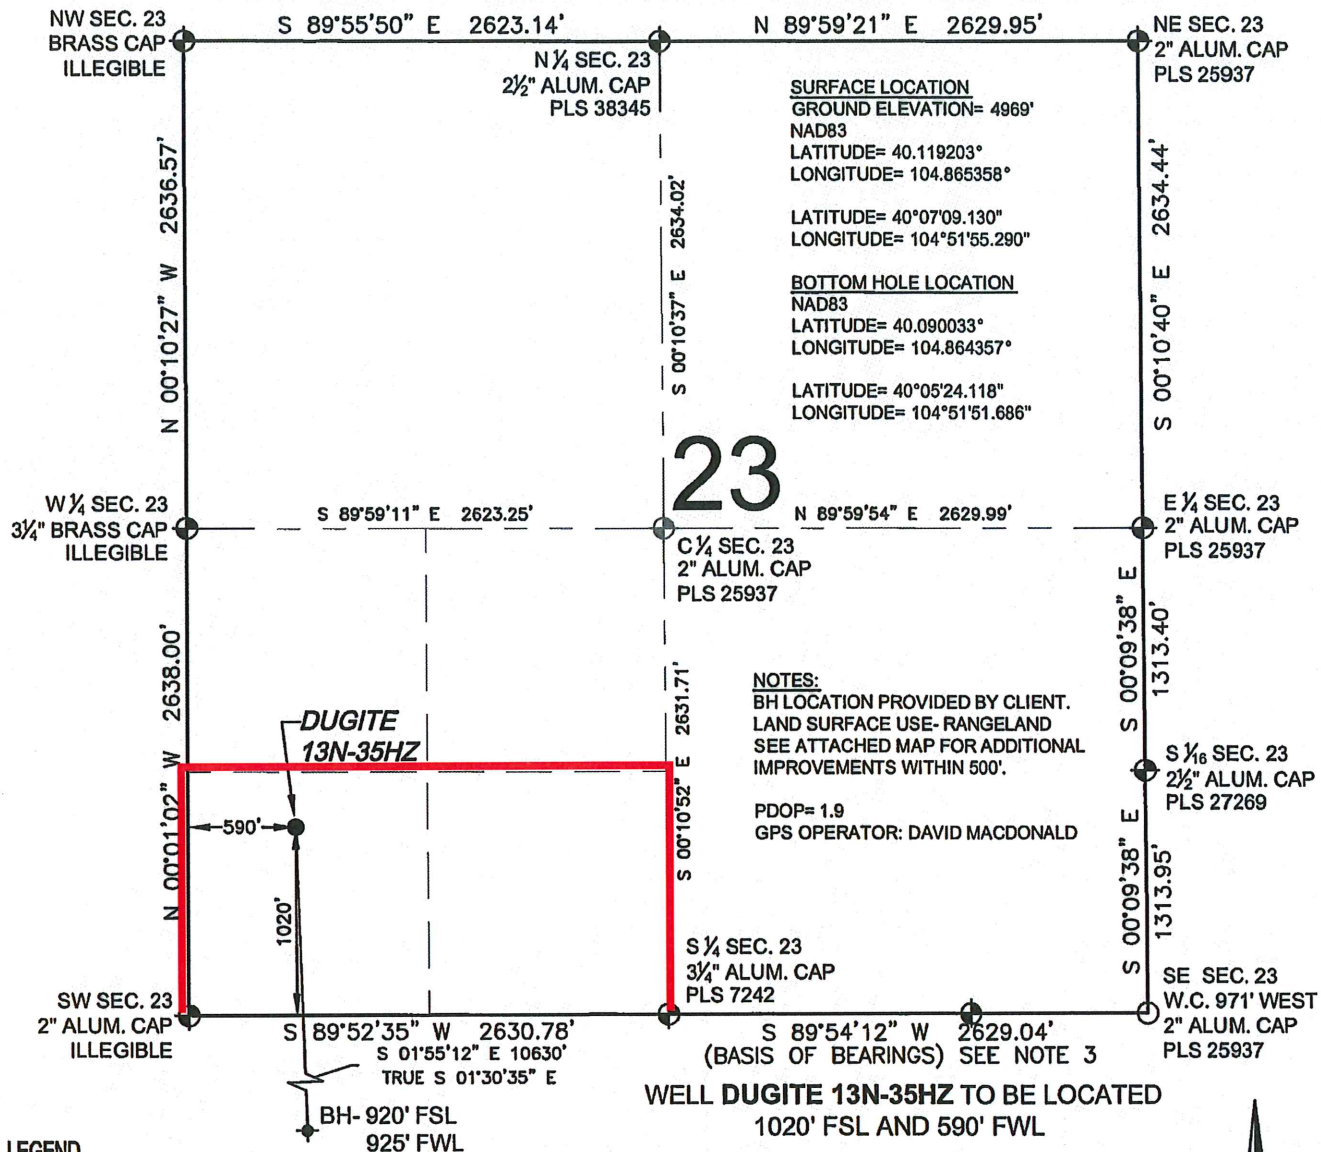 NW SEC. 23
BRASS CAP
ILLEGIBLE
S 89°55'50" E 2623.14'
N 89°59'21" E 2629.95'
NE SEC. 23
2" ALUM. CAP
PLS 25937
N ¼ SEC. 23
2½" ALUM. CAP
PLS 38345
SURFACE LOCATION
GROUND ELEVATION= 4969'
NAD83
LATITUDE= 40.119203°
LONGITUDE= 104.865358°
LATITUDE= 40°07'09.130"
LONGITUDE= 104°51'55.290"
BOTTOM HOLE LOCATION
NAD83
LATITUDE= 40.090033°
LONGITUDE= 104.864357°
LATITUDE= 40°05'24.118"
LONGITUDE= 104°51'51.686"
N 00°10'27" W 2636.57'
S 00°10'37" E 2634.02'
S 00°10'40" E 2634.44'
23
W ¼ SEC. 23
3¼" BRASS CAP
ILLEGIBLE
S 89°59'11" E 2623.25'
N 89°59'54" E 2629.99'
E ¼ SEC. 23
2" ALUM. CAP
PLS 25937
C ¼ SEC. 23
2" ALUM. CAP
PLS 25937
N 00°01'02" W 2638.00'
DUGITE
13N-35HZ
S 00°10'52" E 2631.71'
NOTES:
BH LOCATION PROVIDED BY CLIENT.
LAND SURFACE USE- RANGELAND
SEE ATTACHED MAP FOR ADDITIONAL
IMPROVEMENTS WITHIN 500'.
PDOP= 1.9
GPS OPERATOR: DAVID MACDONALD
S 00°09'38" E
1313.40'
S 1/16 SEC. 23
2½" ALUM. CAP
PLS 27269
590'
1020'
S 00°09'38" E
1313.95'
S ¼ SEC. 23
3¼" ALUM. CAP
PLS 7242
SW SEC. 23
2" ALUM. CAP
ILLEGIBLE
SE SEC. 23
W.C. 971' WEST
2" ALUM. CAP
PLS 25937
S 89°52'35" W 2630.78'
S 01°55'12" E 10630'
TRUE S 01°30'35" E
S 89°54'12" W 2629.04'
(BASIS OF BEARINGS) SEE NOTE 3
BH- 920' FSL
925' FWL
WELL DUGITE 13N-35HZ TO BE LOCATED
1020' FSL AND 590' FWL
LEGEND